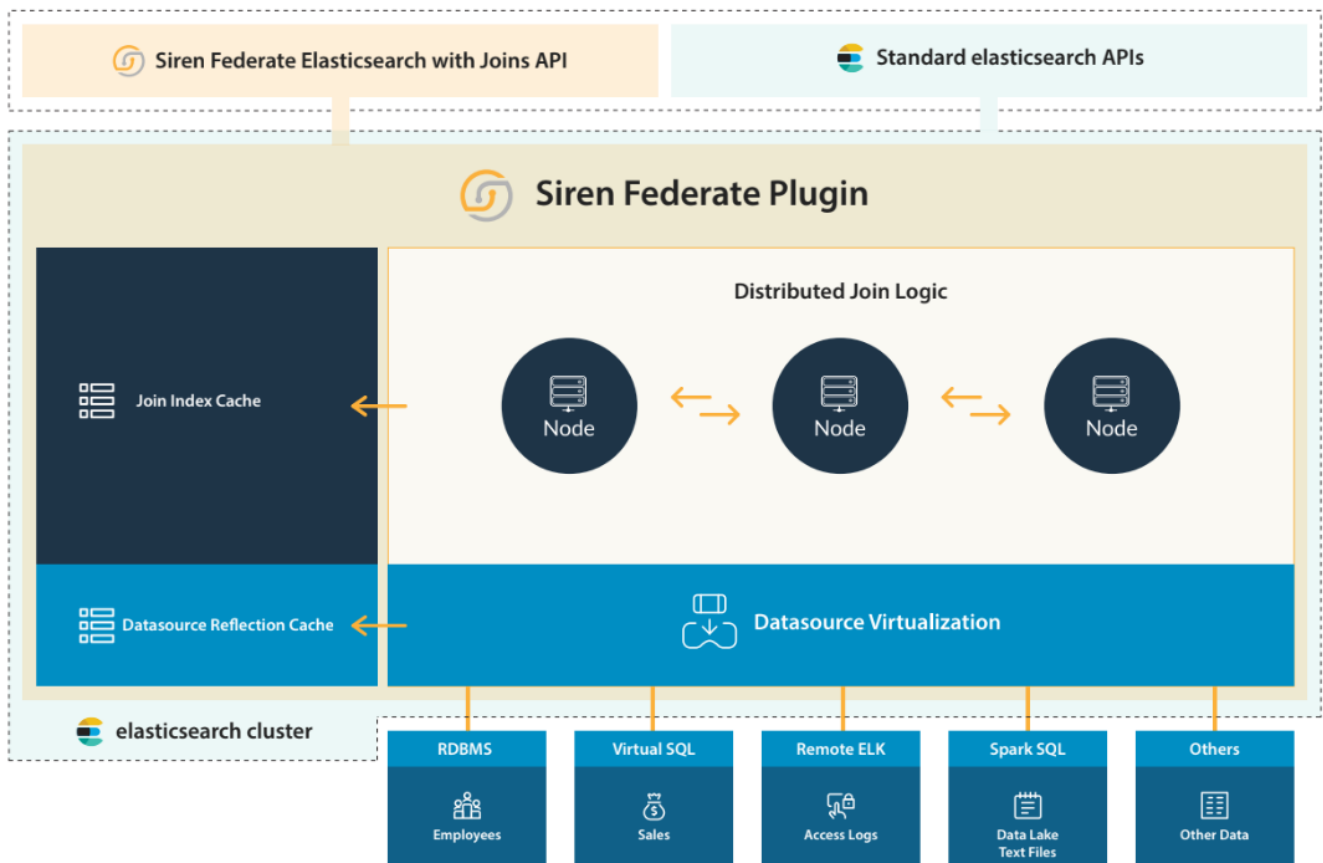 Siren Federate Elasticsearch with Joins API
Standard elasticsearch APIs
Siren Federate Plugin
Distributed Join Logic
Join Index Cache
Node
Node
Node
Datasource Reflection Cache
Datasource Virtualization
elasticsearch cluster
RDBMS
Virtual SQL
Remote ELK
Spark SQL
Others
Employees
Sales
Access Logs
Data Lake
Text Files
Other Data